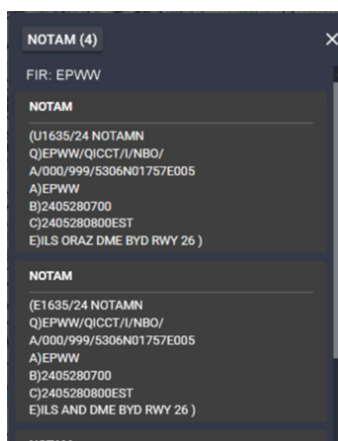 NOTAM (4)
FIR: EPWW
NOTAM
(U1635/24 NOTAMN
Q)EPWW/QICCT/I/NBO/
A/000/999/5306N01757E005
A)EPWW
B)2405280700
C)2405280800EST
E)ILS ORAZ DME BYD RWY 26 )
NOTAM
(E1635/24 NOTAMN
Q)EPWW/QICCT/I/NBO/
A/000/999/5306N01757E005
A)EPWW
B)2405280700
C)2405280800EST
E)ILS AND DME BYD RWY 26 )